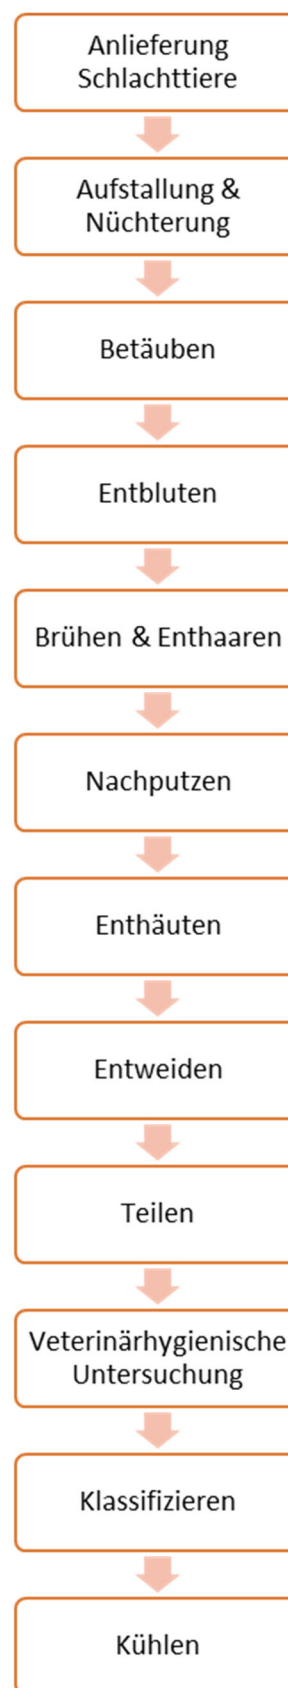 Anlieferung
Schlachttiere
Aufstallung &
Nüchterung
Betäuben
Entbluten
Brühen & Enthaaren
Nachputzen
Enthäuten
Entweiden
Teilen
Veterinärhygienische
Untersuchung
Klassifizieren
Kühlen